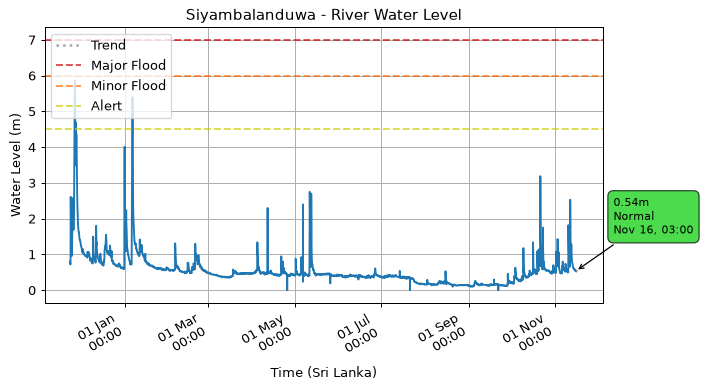 Siyambalanduwa - River Water Level
Water Level (m)
7
6
5
4
3
2
1
0
Trend
Major Flood
Minor Flood
Alert
0.54m
Normal
Nov 16, 03:00
01 Jan
00:00
01 Mar
00:00
01 May
00:00
01 Jul
00:00
01 Sep
00:00
01 Nov
00:00
Time (Sri Lanka)